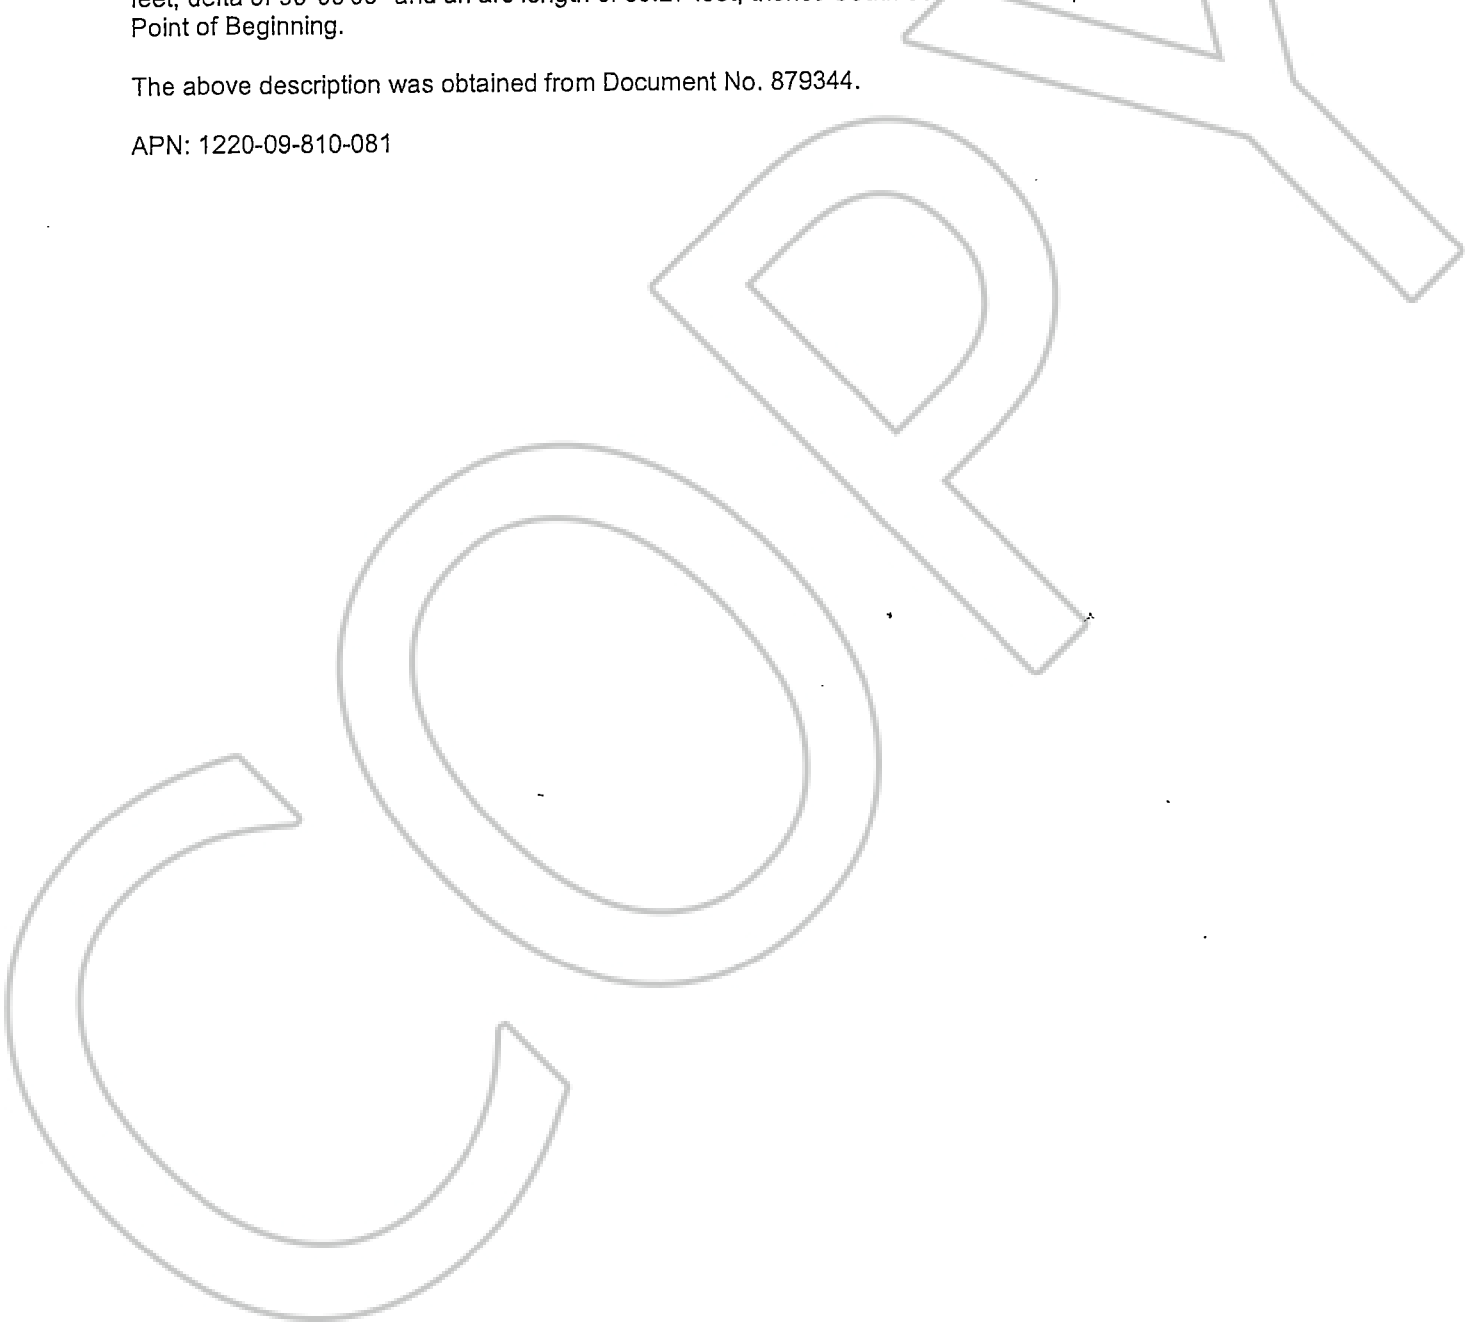 Point of Beginning.
The above description was obtained from Document No. 879344.
APN: 1220-09-810-081
COPY